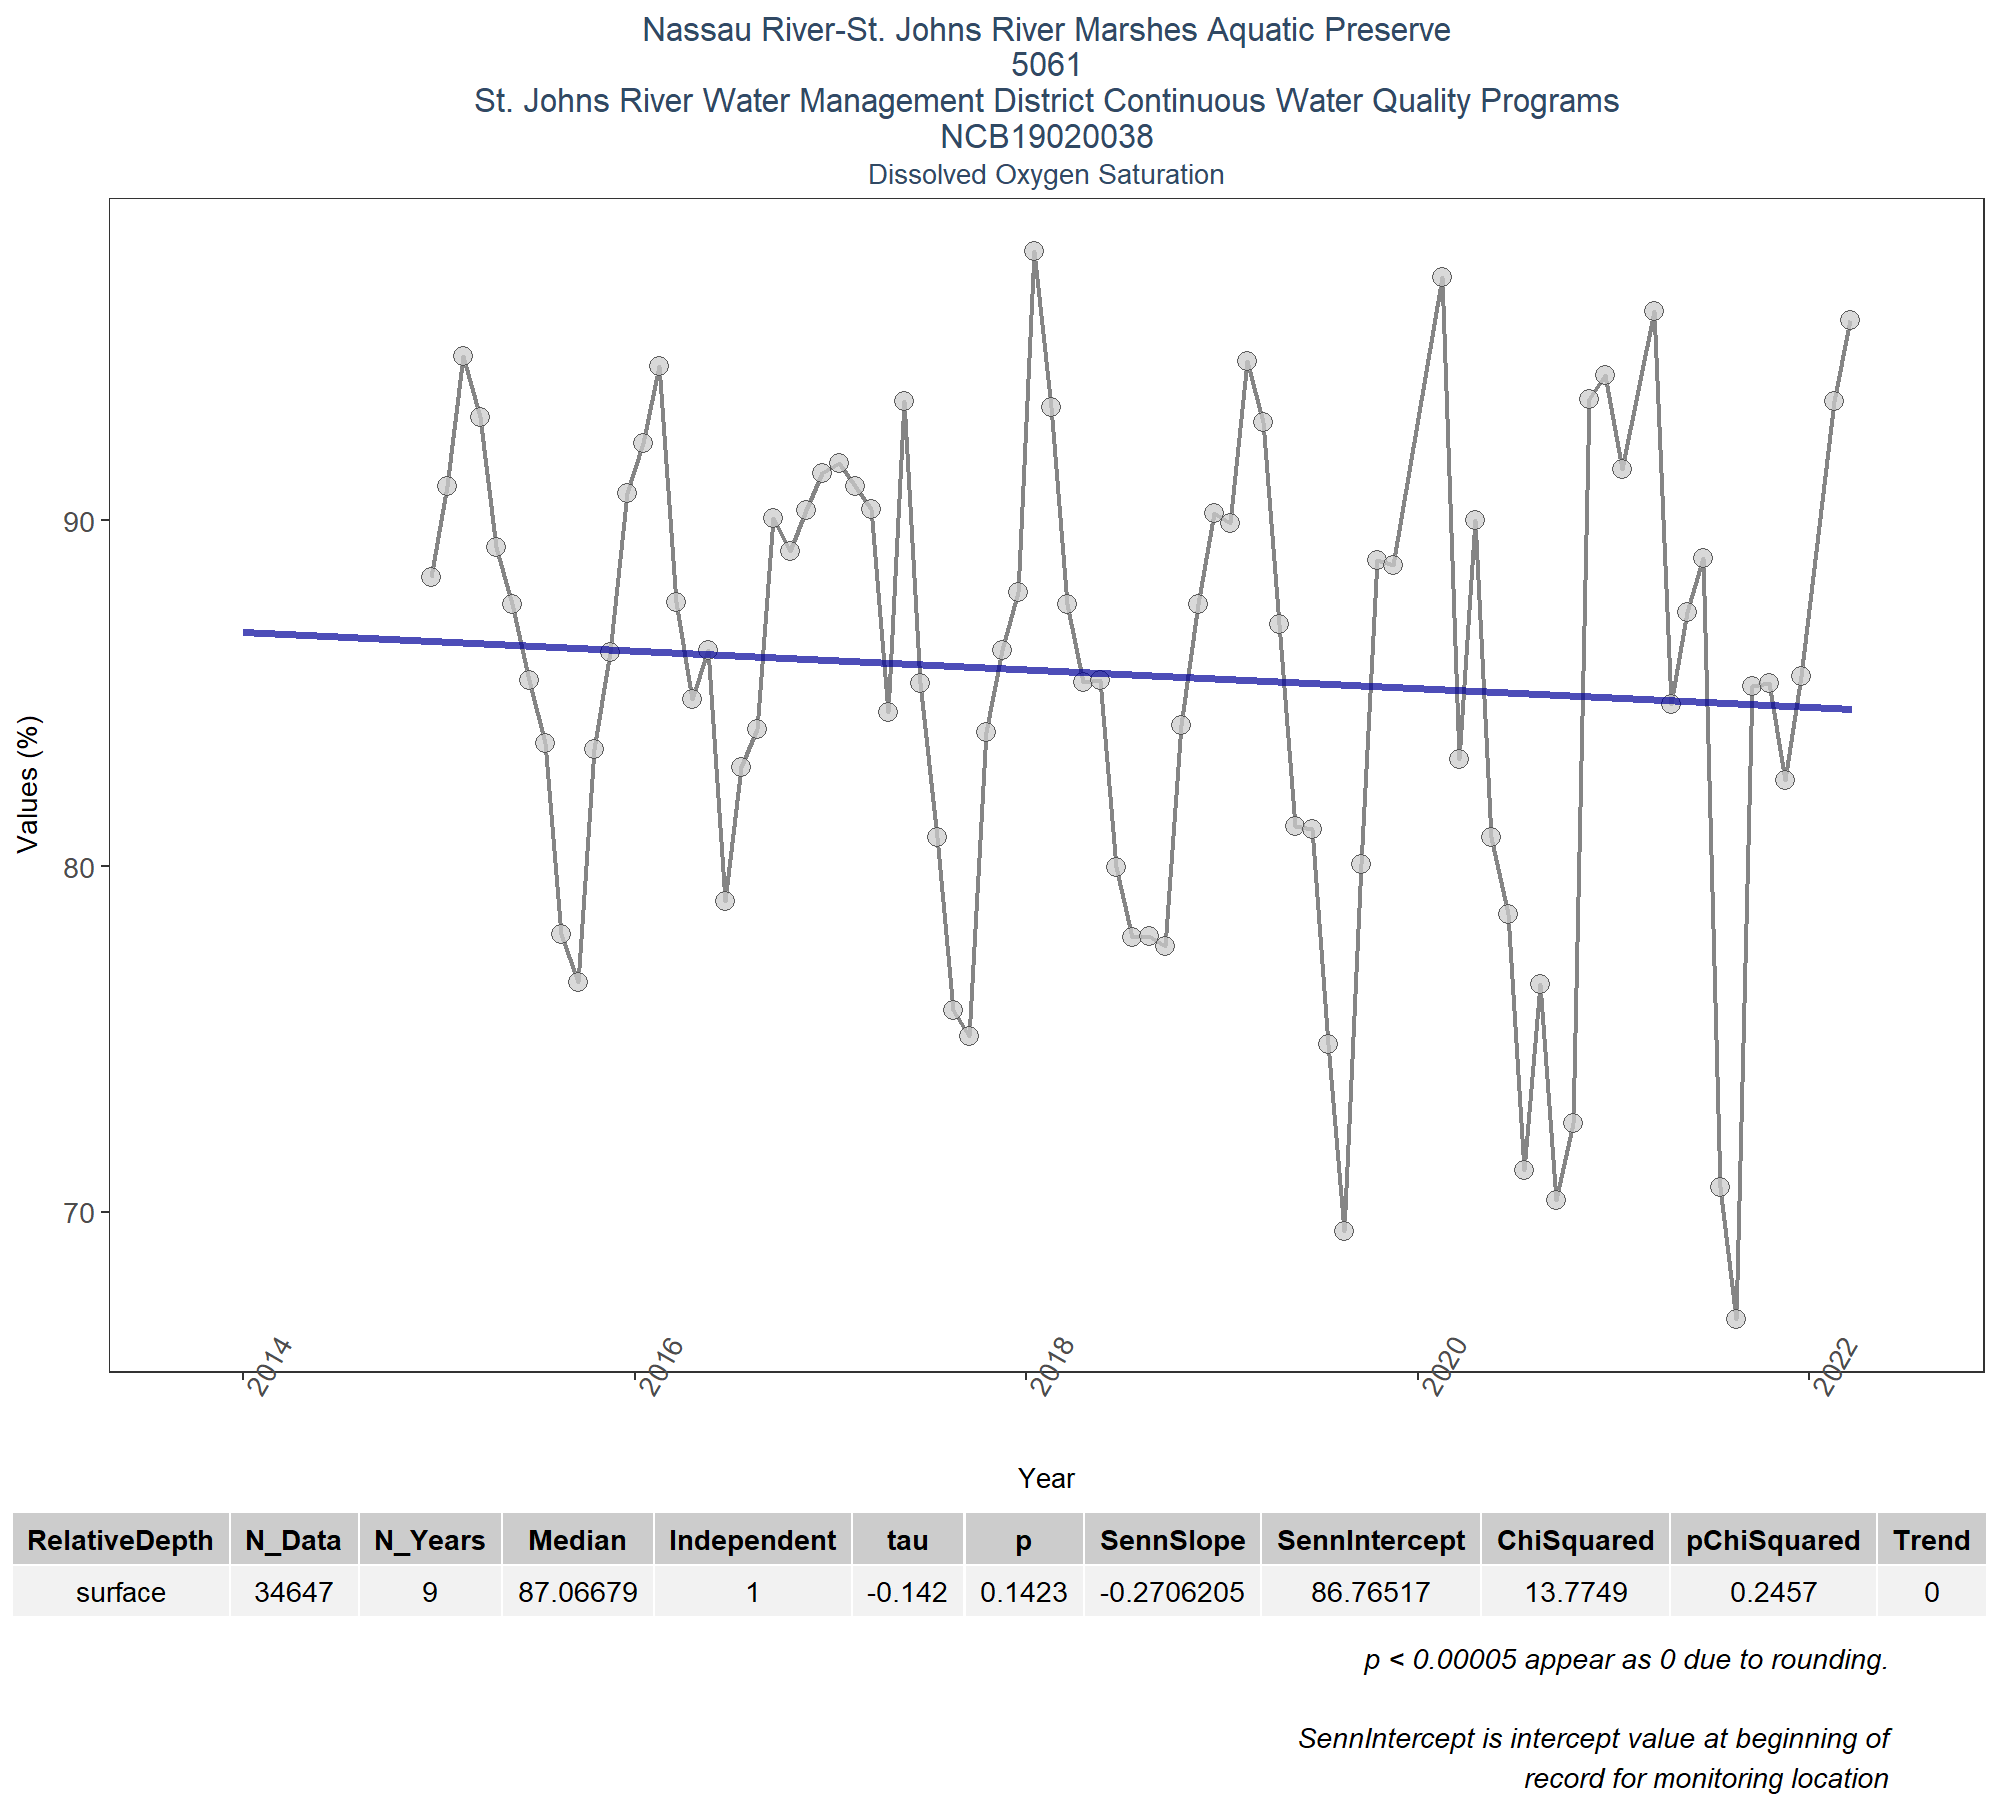 Nassau River-St. Johns River Marshes Aquatic Preserve
5061
St. Johns River Water Management District Continuous Water Quality Programs
NCB19020038
Dissolved Oxygen Saturation
Values (%)
90
80
70
2014 2016 2018 2020 2022
Year
RelativeDepth N_Data N_Years Median Independent tau p SennSlope SennIntercept ChiSquared pChiSquared Trend
surface 34647 9 87.06679 1 -0.142 0.1423 -0.2706205 86.76517 13.7749 0.2457 0
p < 0.00005 appear as 0 due to rounding.
SennIntercept is intercept value at beginning of
record for monitoring location